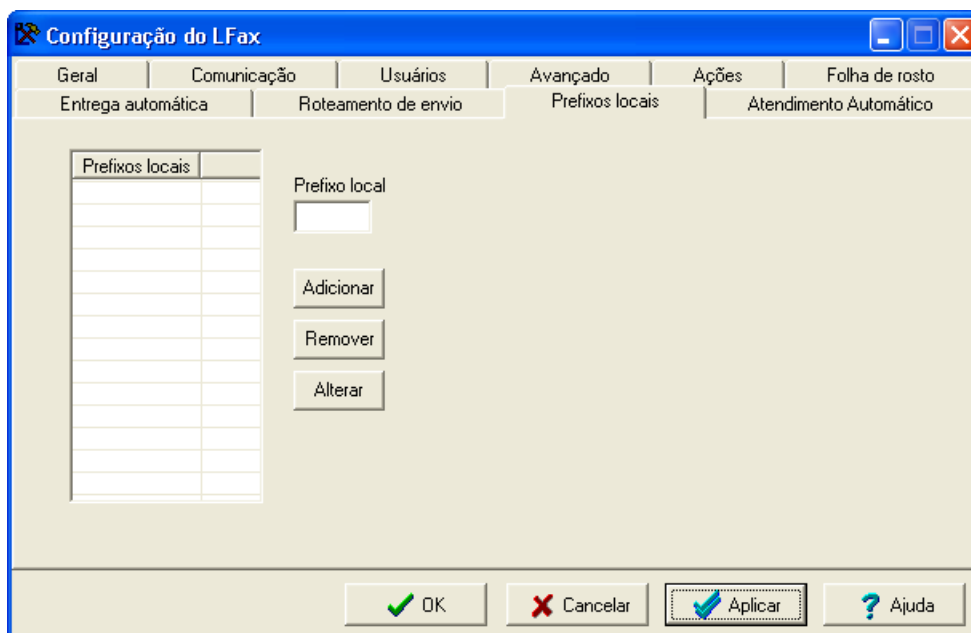 Configuração do LFax
Geral Comunicação Usuários Avançado Ações Folha de rosto
Entrega automática Roteamento de envio Prefixos locais Atendimento Automático
Prefixos locais
Prefixo local
Adicionar
Remover
Alterar
OK Cancelar Aplicar ? Ajuda